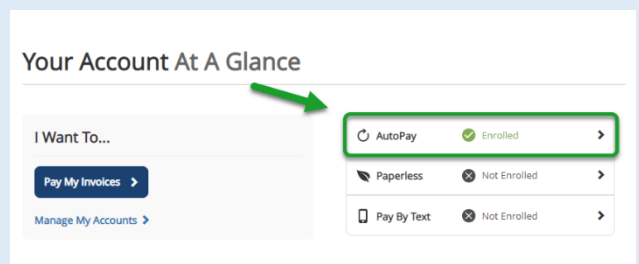 Your Account At A Glance
I Want To...
Pay My Invoices
Manage My Accounts
AutoPay Enrolled
Paperless Not Enrolled
Pay By Text Not Enrolled